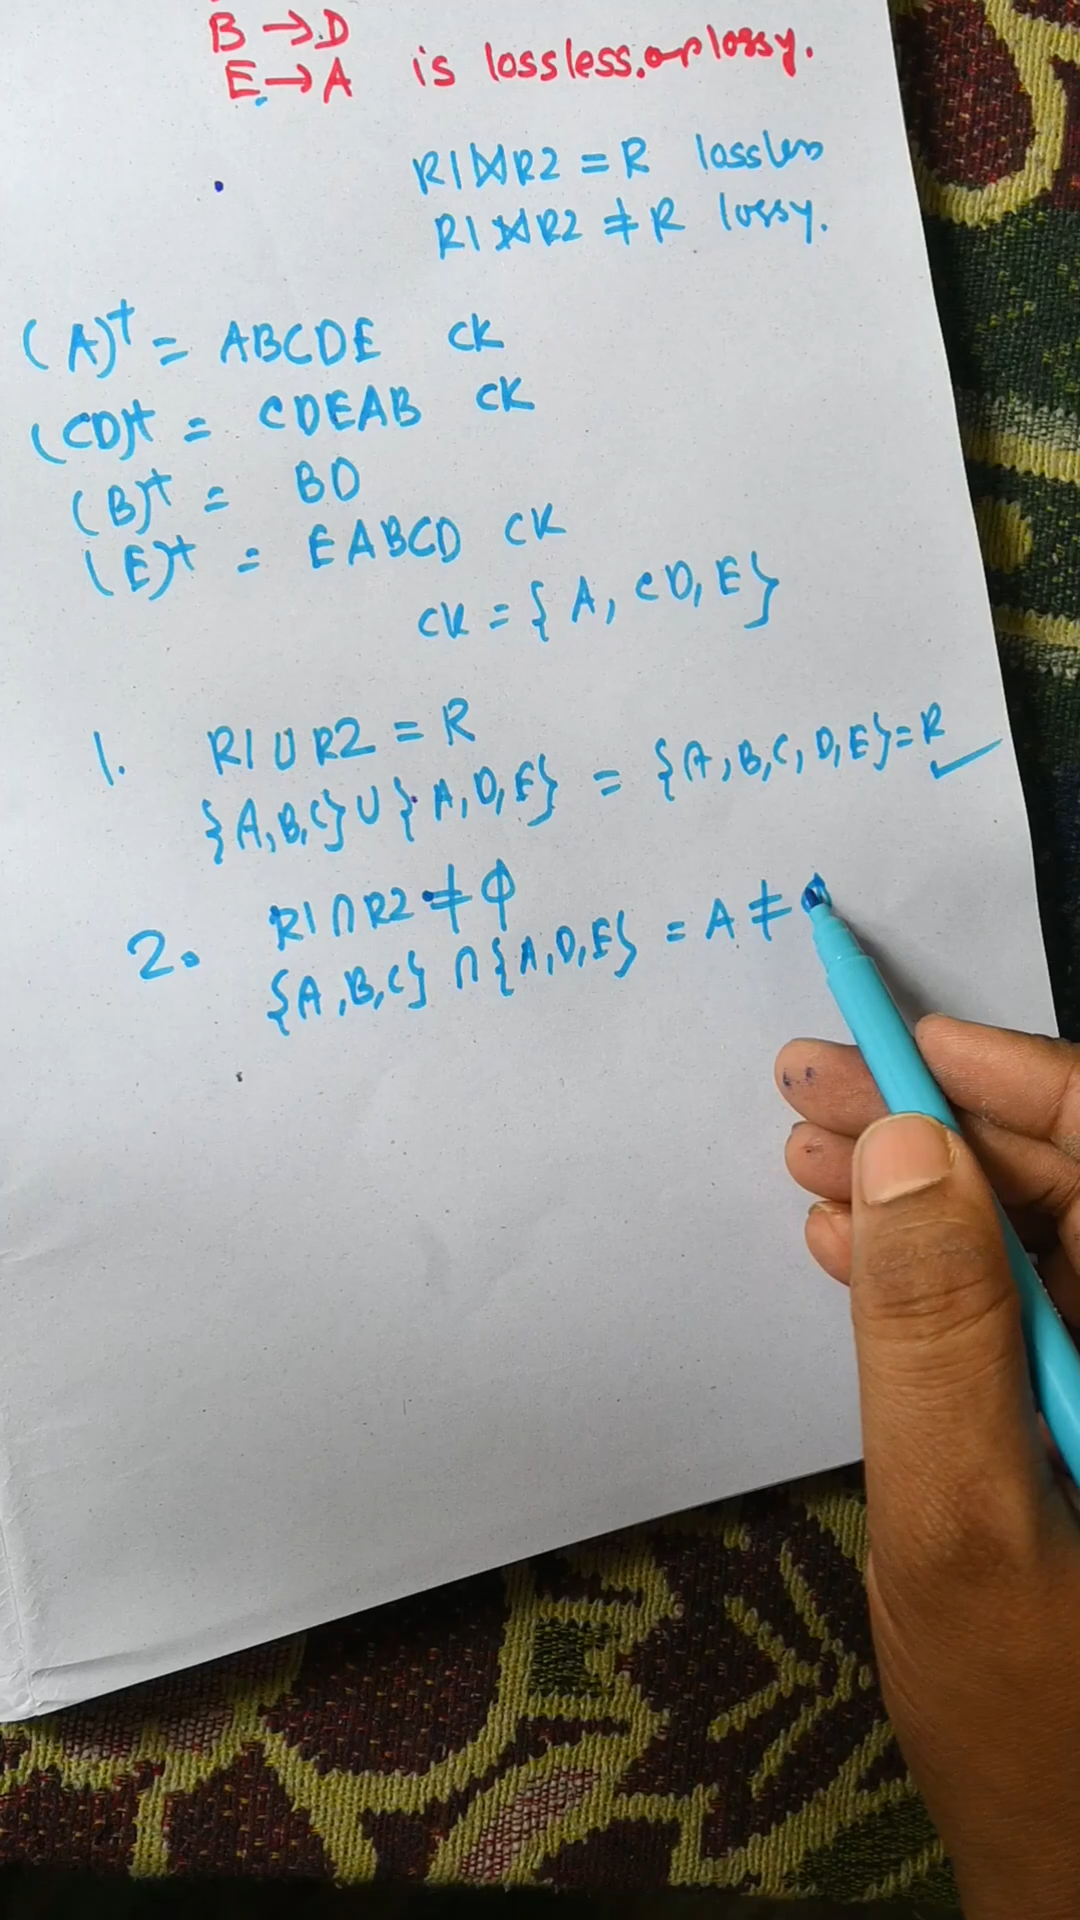 B → D
E → A is lossless. or lossy.
R1⋈R2 = R lossless
R1⋈R2 ≠ R lossy.
(A)⁺ = ABCDE CK
(CD)⁺ = CDEAB CK
(B)⁺ = BD
(E)⁺ = EABCD CK
CK = {A, CD, E}
1. R1 U R2 = R
{A,B,C} U {A,D,E} = {A,B,C,D,E} = R ✓
2. R1 ∩ R2 ≠ ϕ
{A,B,C} ∩ {A,D,E} = A ≠